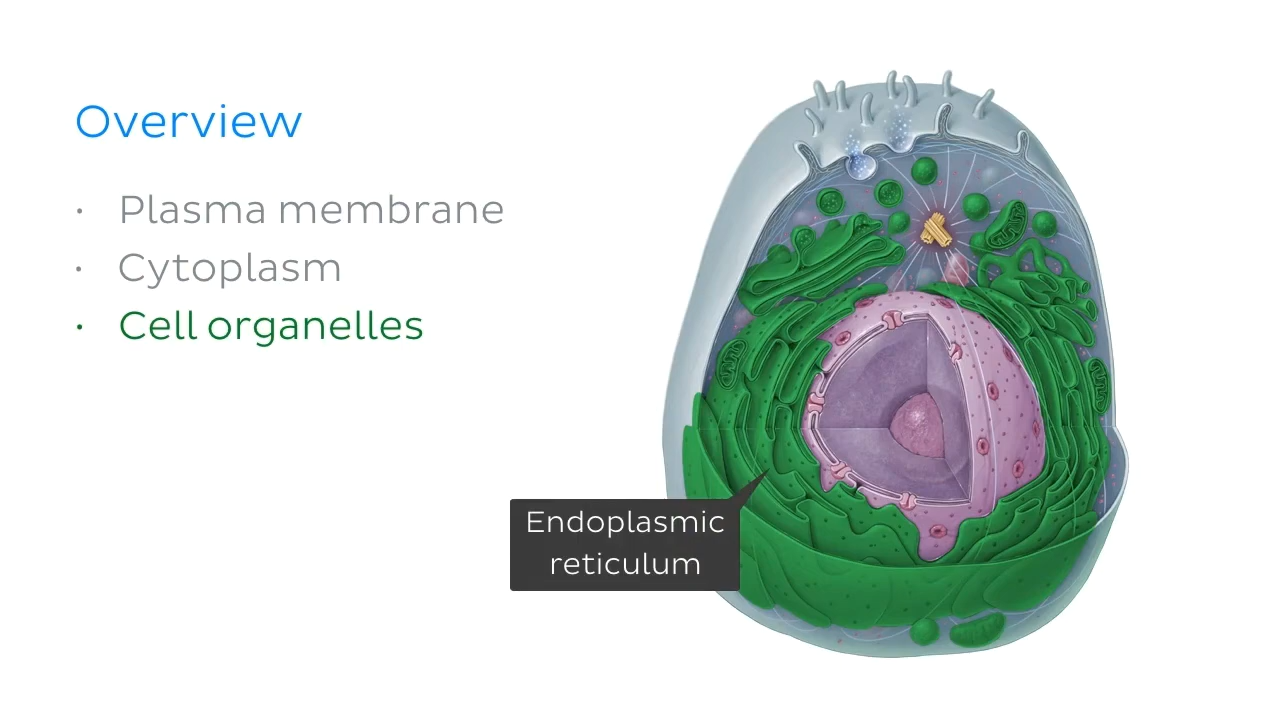 Overview
· Plasma membrane
· Cytoplasm
· Cell organelles
Endoplasmic
reticulum